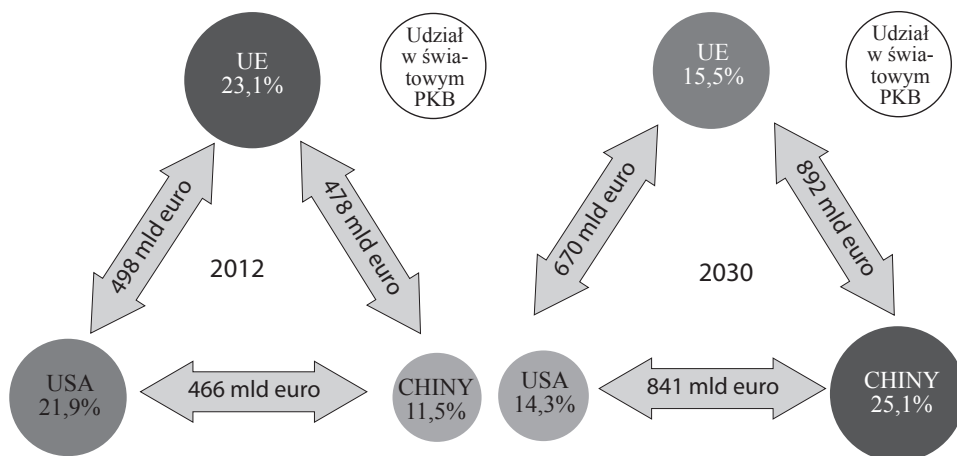 UE
23,1%
Udział
w świa-
towym
PKB
498 mld euro
478 mld euro
2012
USA
21,9%
466 mld euro
CHINY
11,5%
UE
15,5%
Udział
w świa-
towym
PKB
670 mld euro
892 mld euro
2030
USA
14,3%
841 mld euro
CHINY
25,1%